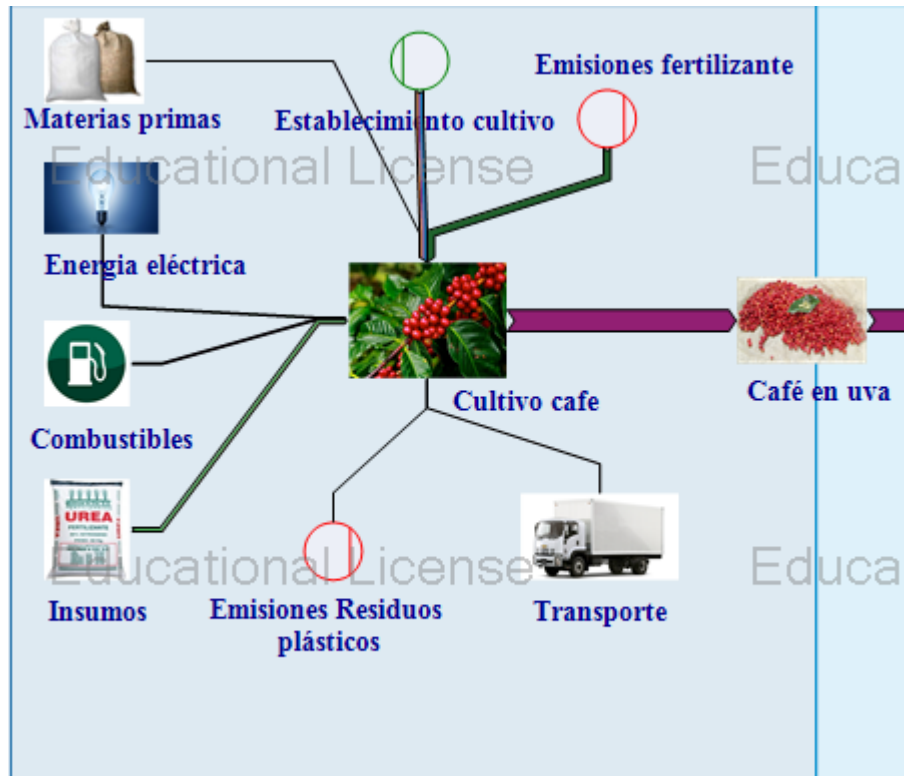 Emisiones fertilizante
Materias primas
Establecimiento cultivo
Educational License
Educa
Energia eléctrica
Cultivo cafe
Café en uva
Combustibles
UREA
FERTILIZANTE
Educational License
Educa
Insumos
Emisiones Residuos
plásticos
Transporte